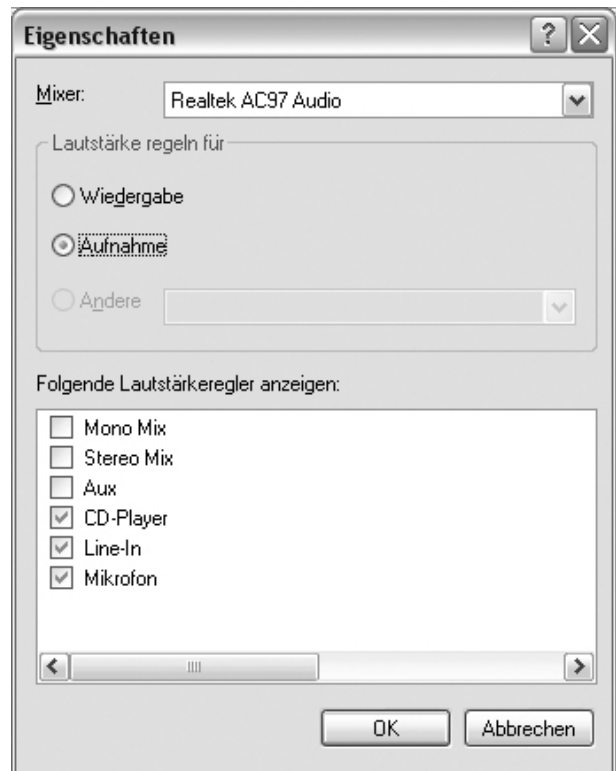 Eigenschaften
Mixer: Realtek AC97 Audio
Lautstärke regeln für
Wiedergabe
Aufnahme
Andere
Folgende Lautstärkeregler anzeigen:
Mono Mix
Stereo Mix
Aux
CD-Player
Line-In
Mikrofon
OK Abbrechen